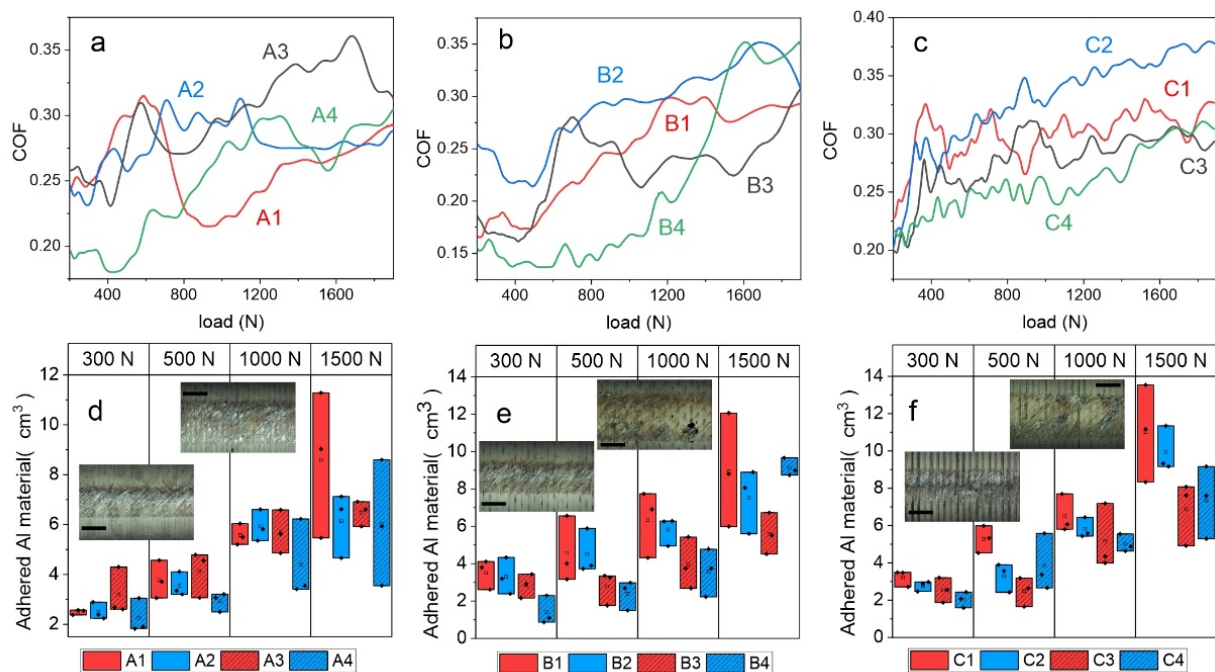 a
A3
A2
A4
A1
0.35
0.30
0.25
0.20
COF
200
400
800
1200
1600
load (N)
b
B2
B1
B3
B4
0.35
0.30
0.25
0.20
0.15
COF
200
400
800
1200
1600
load (N)
c
C2
C1
C3
C4
0.40
0.35
0.30
0.25
0.20
COF
200
400
800
1200
1600
load (N)
300 N 500 N 1000 N 1500 N
d
12
10
8
6
4
2
Adhered Al material( cm³)
A1 A2 A3 A4
300 N 500 N 1000 N 1500 N
e
14
12
10
8
6
4
2
0
Adhered Al material( cm³)
B1 B2 B3 B4
300 N 500 N 1000 N 1500 N
f
14
12
10
8
6
4
2
0
Adhered Al material( cm³)
C1 C2 C3 C4